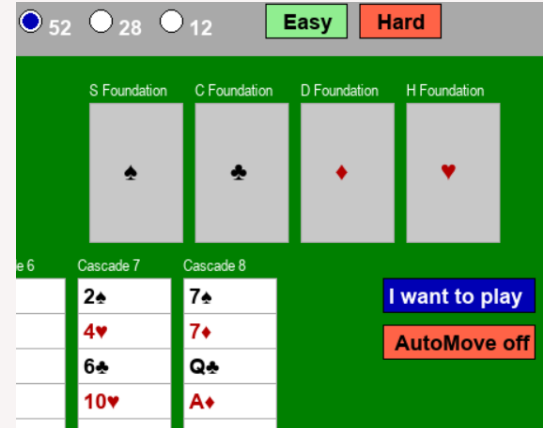 52 28 12 Easy Hard
S Foundation C Foundation D Foundation H Foundation
♠ ♣ ♦ ♥
e 6 Cascade 7 Cascade 8
2♠ 7♠ I want to play
4♥ 7♦ AutoMove off
6♣ Q♣
10♥ A♦